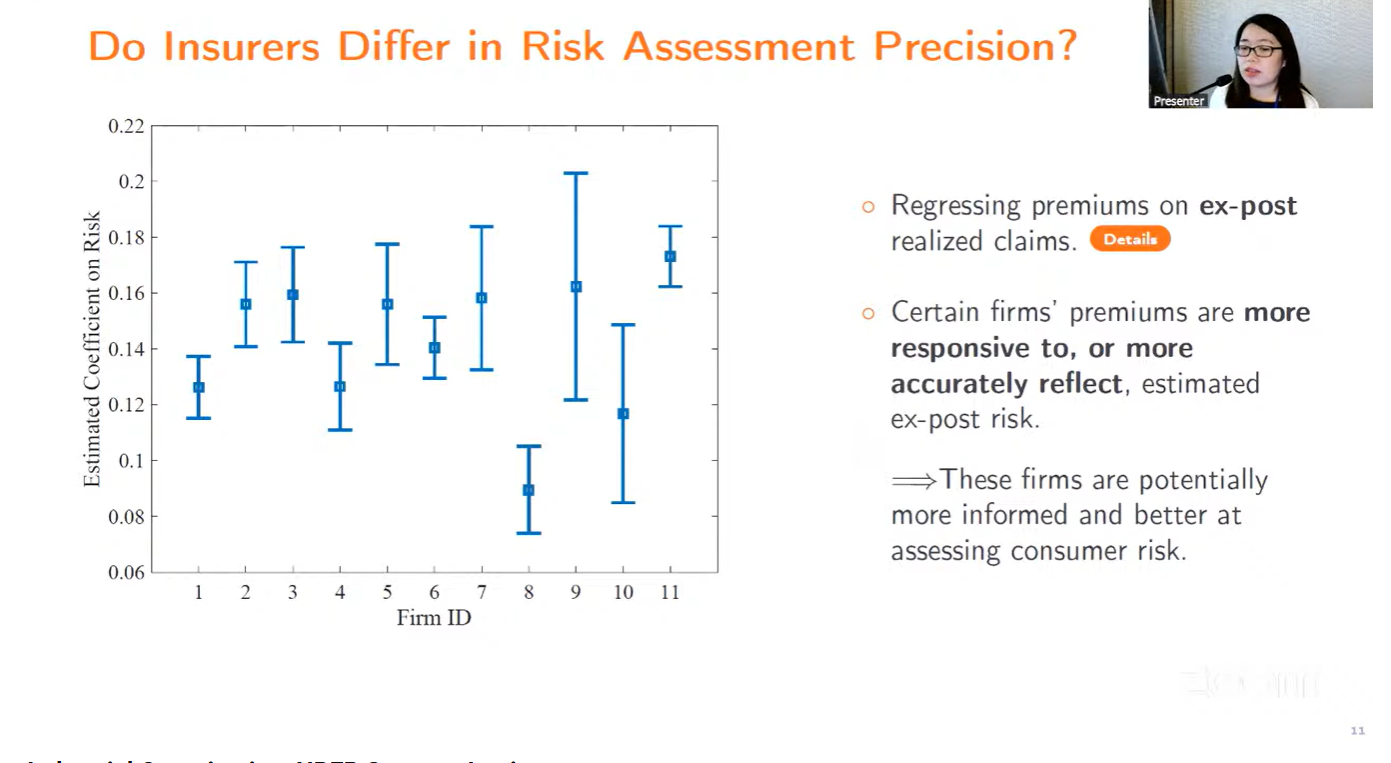 Do Insurers Differ in Risk Assessment Precision?
Presenter
0.22
0.2
0.18
0.16
0.14
0.12
0.1
0.08
0.06
Estimated Coefficient on Risk
1 2 3 4 5 6 7 8 9 10 11
Firm ID
Regressing premiums on ex-post
realized claims. Details
Certain firms' premiums are more
responsive to, or more
accurately reflect, estimated
ex-post risk.
⟹These firms are potentially
more informed and better at
assessing consumer risk.
zoom
11